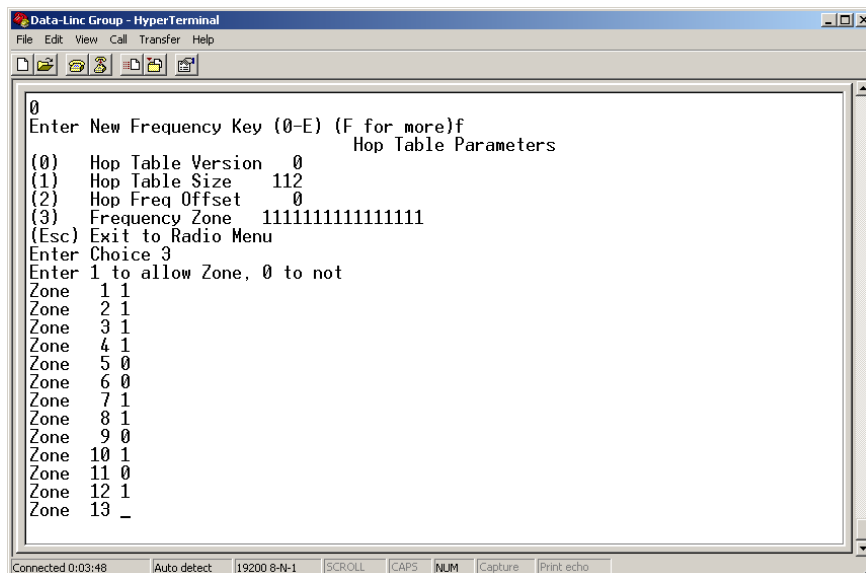 Data-Linc Group - HyperTerminal
File Edit View Call Transfer Help
0
Enter New Frequency Key (0-E) (F for more)f
Hop Table Parameters
(0) Hop Table Version 0
(1) Hop Table Size 112
(2) Hop Freq Offset 0
(3) Frequency Zone 1111111111111111
(Esc) Exit to Radio Menu
Enter Choice 3
Enter 1 to allow Zone, 0 to not
Zone 1 1
Zone 2 1
Zone 3 1
Zone 4 1
Zone 5 0
Zone 6 0
Zone 7 1
Zone 8 1
Zone 9 0
Zone 10 1
Zone 11 0
Zone 12 1
Zone 13 _
Connected 0:03:48 Auto detect 19200 8-N-1 SCROLL CAPS NUM Capture Print echo